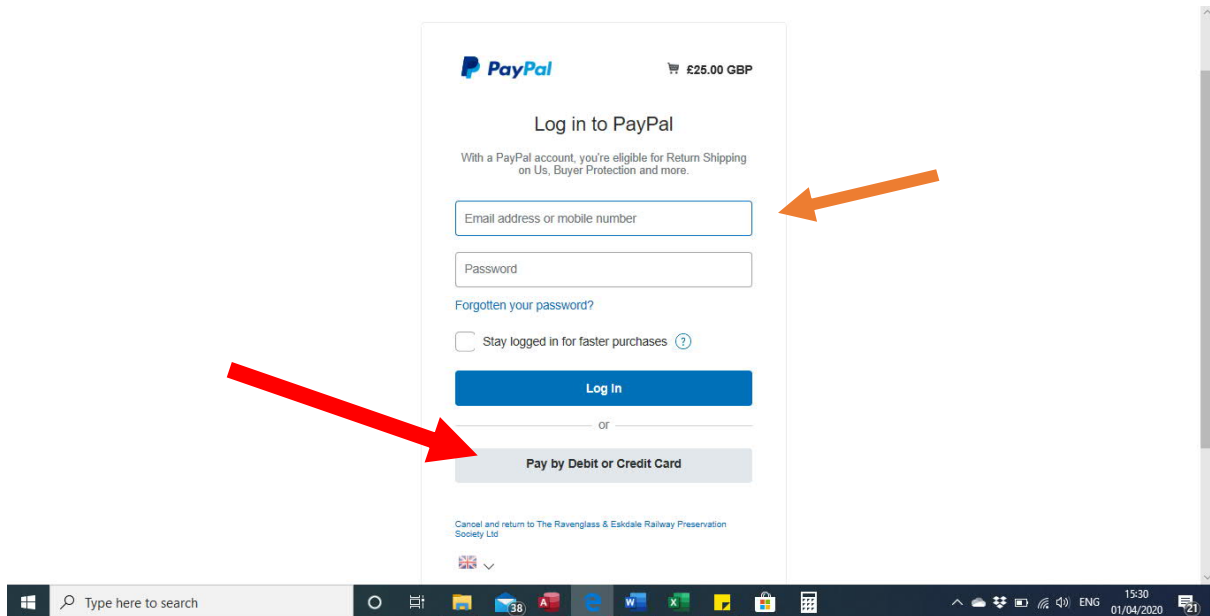 PayPal £25.00 GBP
Log in to PayPal
With a PayPal account, you're eligible for Return Shipping
on Us, Buyer Protection and more.
Email address or mobile number
Password
Forgotten your password?
Stay logged in for faster purchases ?
Log In
or
Pay by Debit or Credit Card
Cancel and return to The Ravenglass & Eskdale Railway Preservation
Society Ltd
Type here to search 38 A e W X ENG 15:30
01/04/2020 21